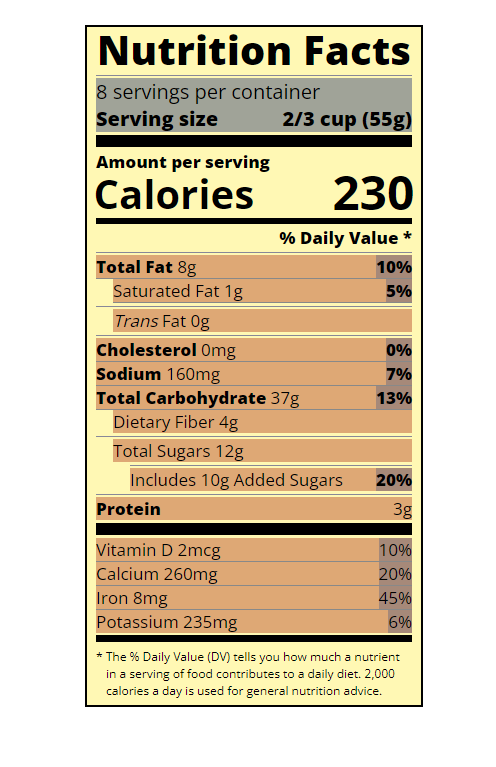 Nutrition Facts
8 servings per container
Serving size 2/3 cup (55g)
Amount per serving
Calories 230
% Daily Value *
Total Fat 8g 10%
Saturated Fat 1g 5%
Trans Fat 0g
Cholesterol 0mg 0%
Sodium 160mg 7%
Total Carbohydrate 37g 13%
Dietary Fiber 4g
Total Sugars 12g
Includes 10g Added Sugars 20%
Protein 3g
Vitamin D 2mcg 10%
Calcium 260mg 20%
Iron 8mg 45%
Potassium 235mg 6%
* The % Daily Value (DV) tells you how much a nutrient
in a serving of food contributes to a daily diet. 2,000
calories a day is used for general nutrition advice.